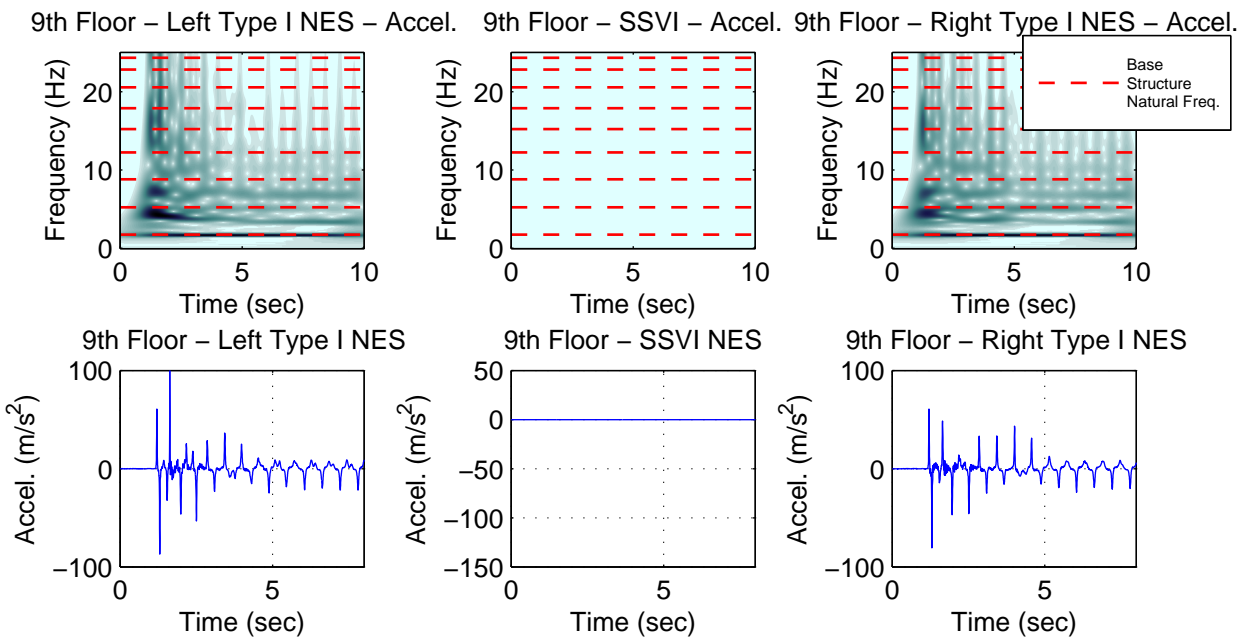 9th Floor – Left Type I NES – Accel.
9th Floor – SSVI – Accel.
9th Floor – Right Type I NES – Accel.
Base
Structure
Natural Freq.
Frequency (Hz)
20
10
0
0
5
10
Time (sec)
Frequency (Hz)
20
10
0
0
5
10
Time (sec)
Frequency (Hz)
20
10
0
0
5
10
Time (sec)
9th Floor – Left Type I NES
Accel. (m/s²)
100
0
−100
0
5
Time (sec)
9th Floor – SSVI NES
Accel. (m/s²)
50
0
−50
−100
−150
0
5
Time (sec)
9th Floor – Right Type I NES
Accel. (m/s²)
100
0
−100
0
5
Time (sec)